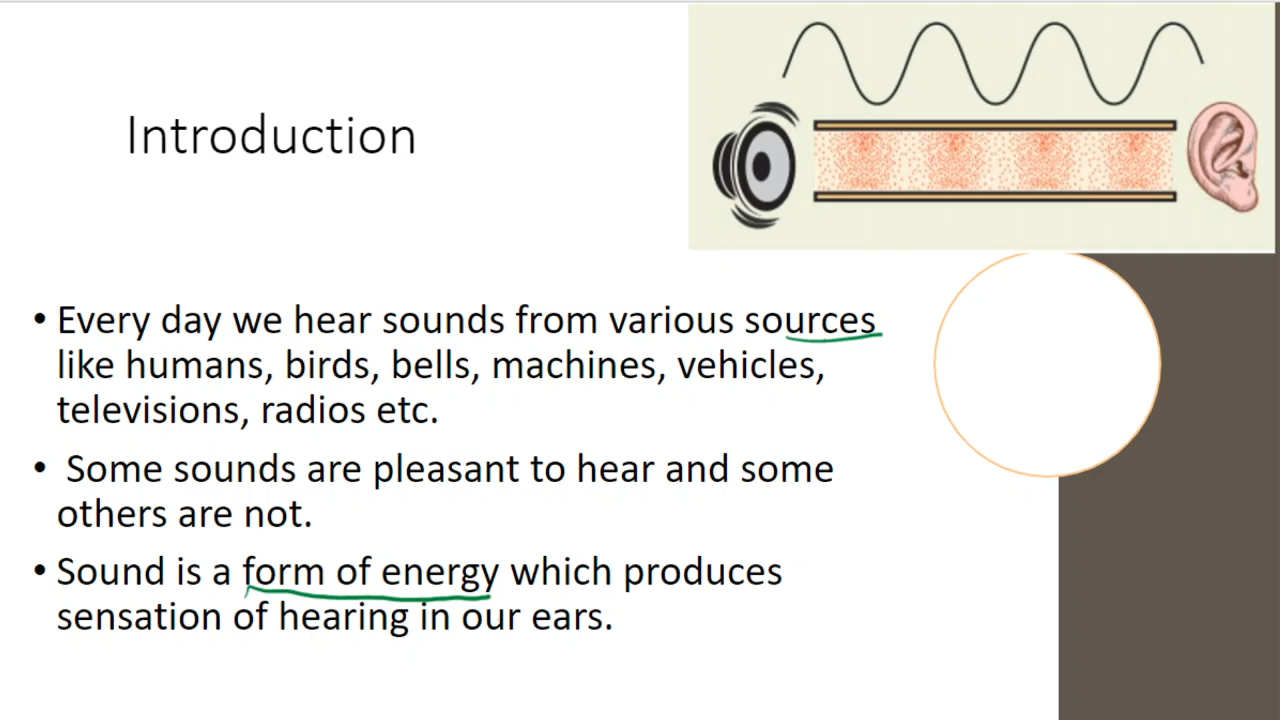 Introduction
• Every day we hear sounds from various sources
like humans, birds, bells, machines, vehicles,
televisions, radios etc.
• Some sounds are pleasant to hear and some
others are not.
• Sound is a form of energy which produces
sensation of hearing in our ears.